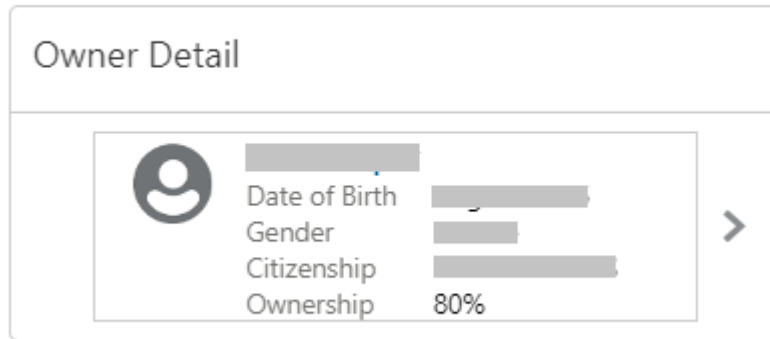 Owner Detail
Date of Birth
Gender
Citizenship
Ownership 80%